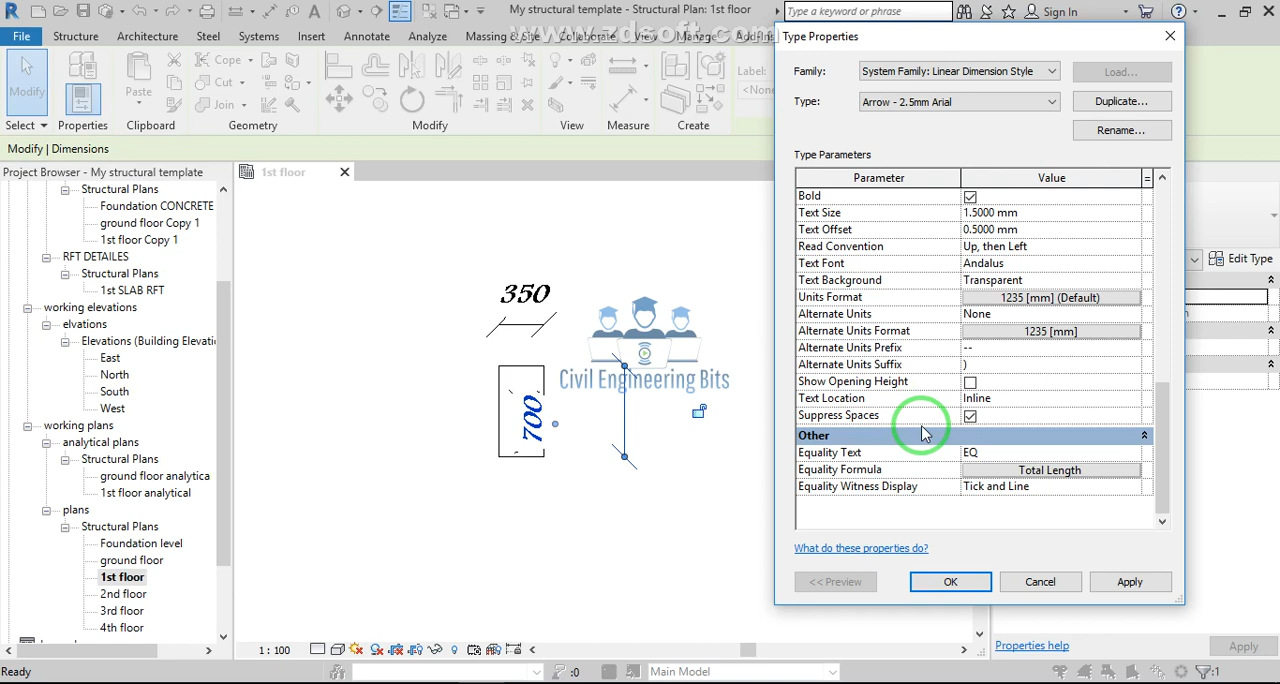 My structural template - Structural Plan: 1st floor
Type a keyword or phrase
Sign In
www.zdsoft.com
File Structure Architecture Steel Systems Insert Annotate Analyze Massing & Site Collaborate View Manage Add-Ins
Modify
Paste
Cope
Cut
Join
Label:
<None
Select Properties Clipboard Geometry Modify View Measure Create
Modify | Dimensions
Project Browser - My structural template
1st floor
Structural Plans
Foundation CONCRETE
ground floor Copy 1
1st floor Copy 1
RFT DETAILES
Structural Plans
1st SLAB RFT
working elevations
elvations
Elevations (Building Elevati
East
North
South
West
working plans
analytical plans
Structural Plans
ground floor analytica
1st floor analytical
plans
Structural Plans
Foundation level
ground floor
1st floor
2nd floor
3rd floor
4th floor
350
700
Civil Engineering Bits
Type Properties
Family: System Family: Linear Dimension Style Load...
Type: Arrow - 2.5mm Arial Duplicate...
Rename...
Type Parameters
Parameter Value =
Bold
Text Size 1.5000 mm
Text Offset 0.5000 mm
Read Convention Up, then Left
Text Font Andalus
Text Background Transparent
Units Format 1235 [mm] (Default)
Alternate Units None
Alternate Units Format 1235 [mm]
Alternate Units Prefix --
Alternate Units Suffix )
Show Opening Height
Text Location Inline
Suppress Spaces
Other
Equality Text EQ
Equality Formula Total Length
Equality Witness Display Tick and Line
What do these properties do?
<< Preview OK Cancel Apply
Edit Type
Properties help Apply
1 : 100
Ready
:0
Main Model
:1